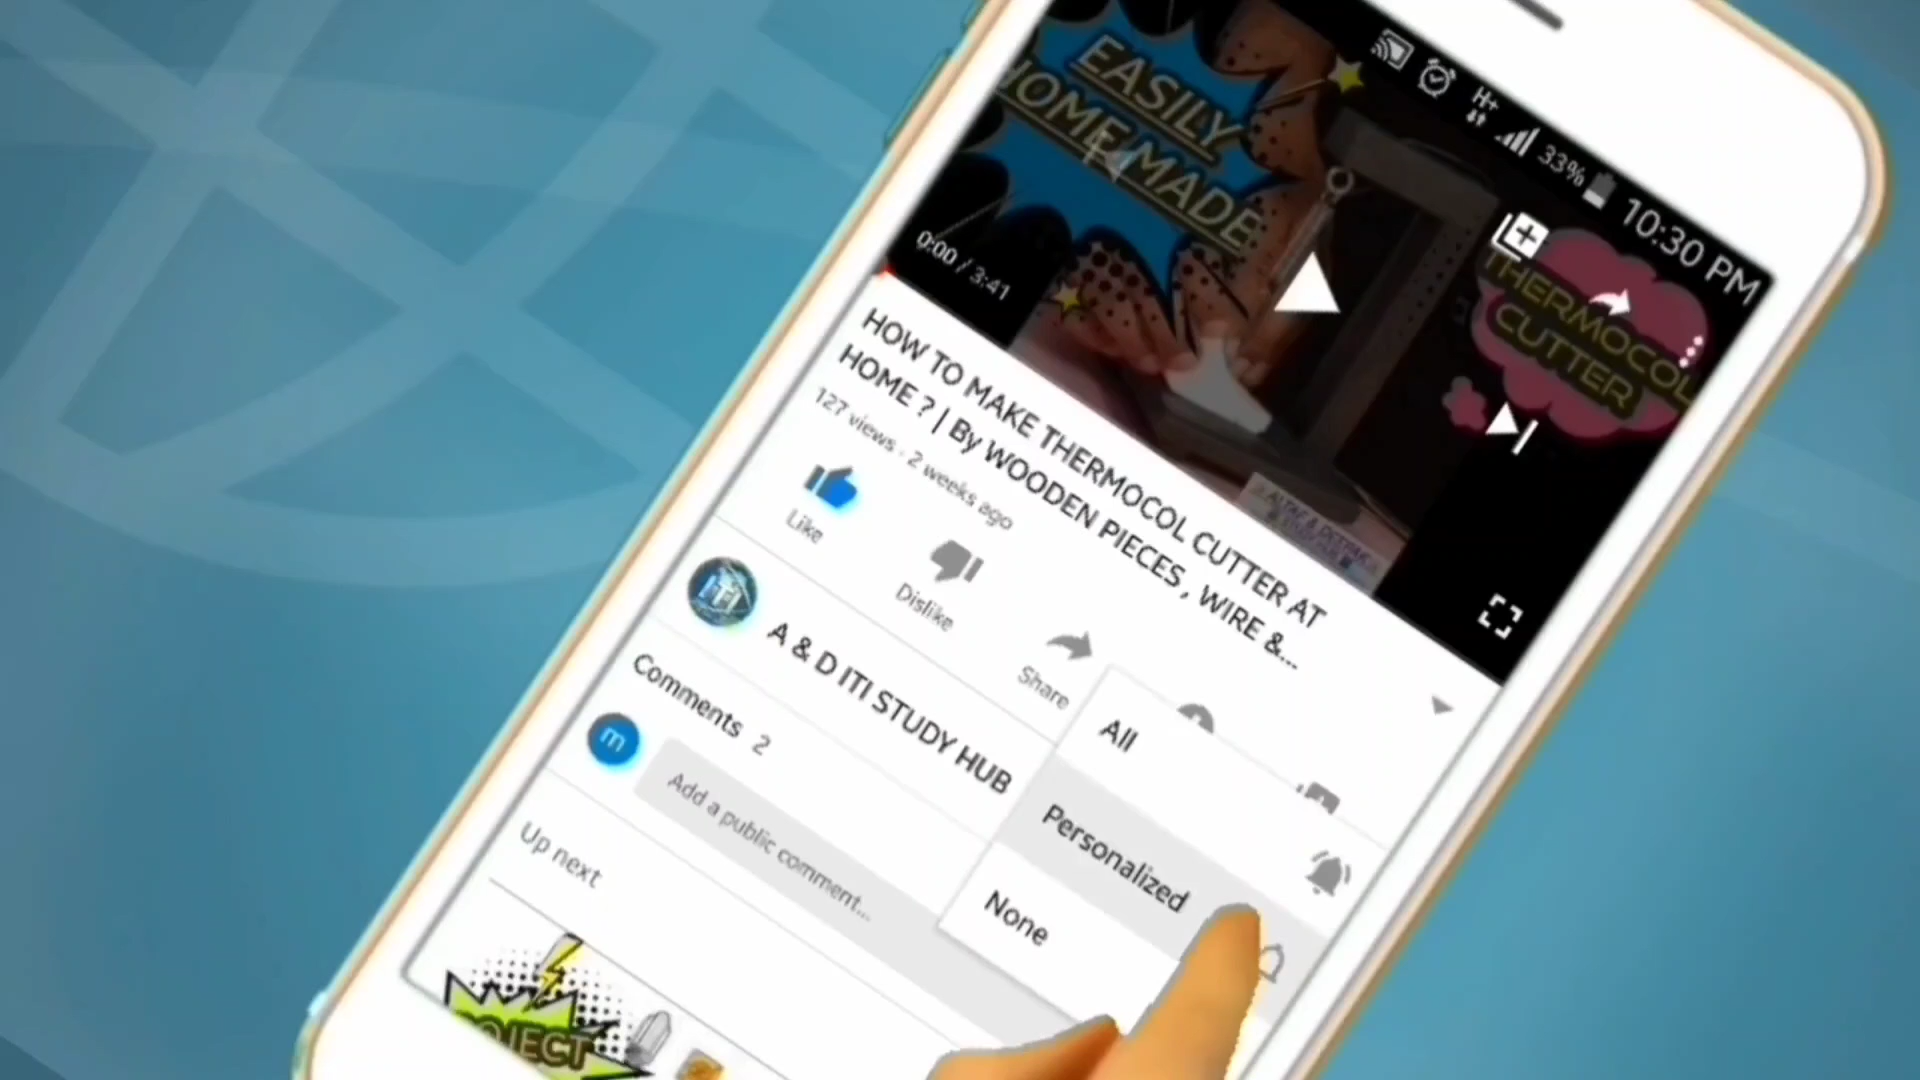 H+
33%
10:30 PM
EASILY
HOME MADE
THERMOCOL
CUTTER
0:00 / 3:41
HOW TO MAKE THERMOCOL CUTTER AT
HOME ? | By WOODEN PIECES , WIRE &...
127 views · 2 weeks ago
Like
Dislike
Share
A & D ITI STUDY HUB
All
Personalized
None
Comments 2
m
Add a public comment...
Up next